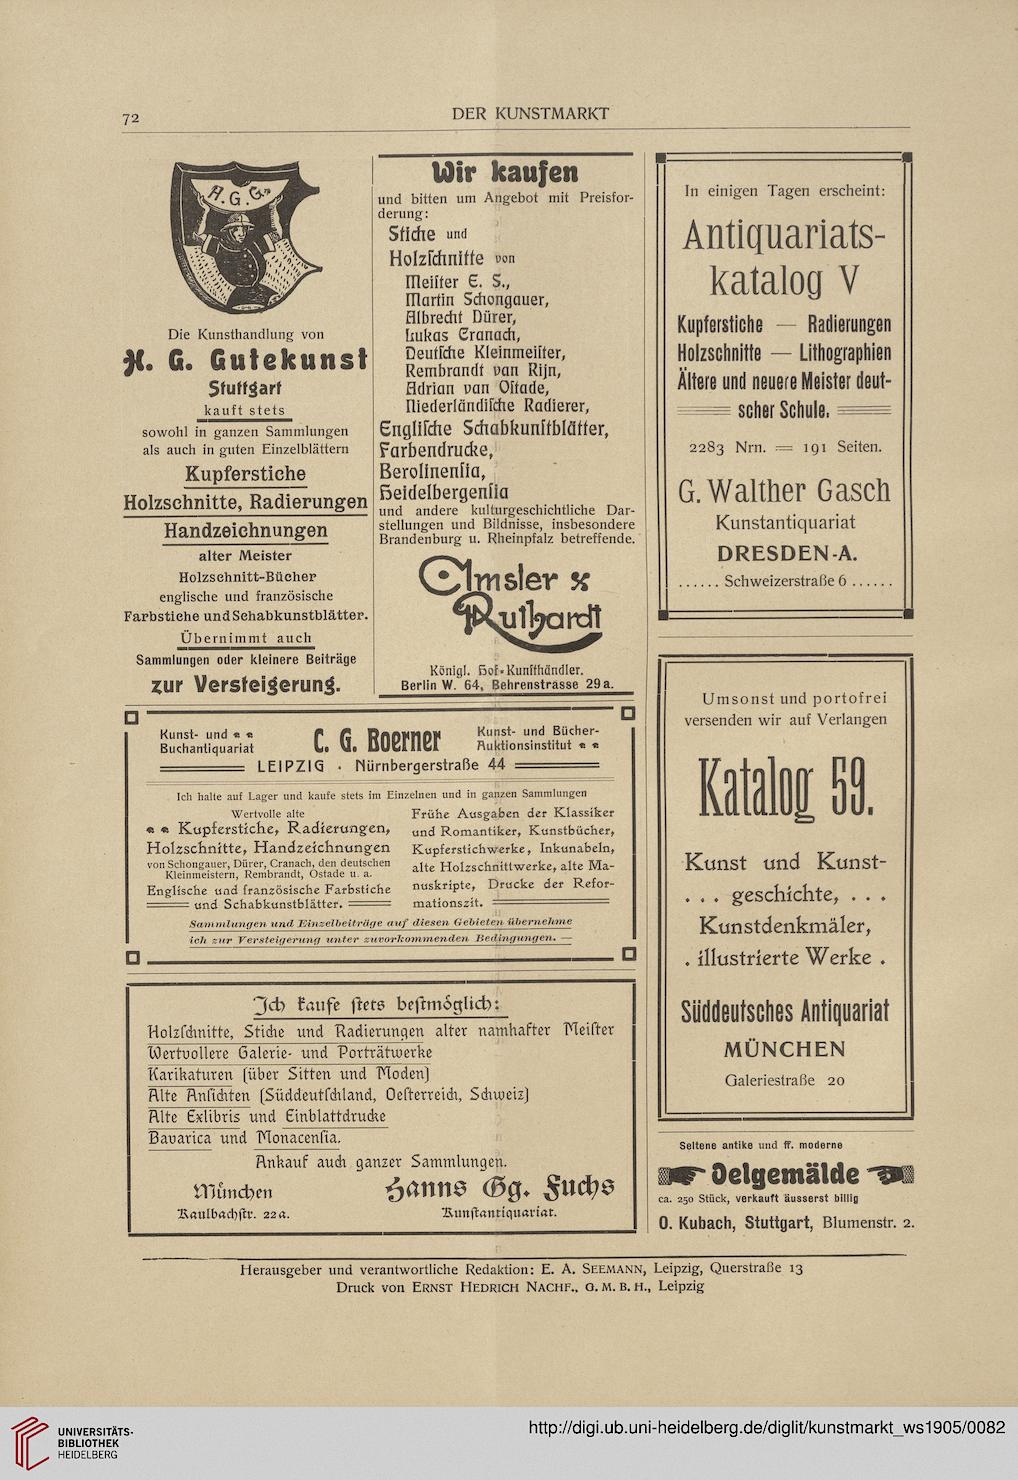 72
DER KUNSTMARKT
H. G. G.
Die Kunsthandlung von
H. G. Gutekunst
Stuttgart
kauft stets
sowohl in ganzen Sammlungen
als auch in guten Einzelblättern
Kupferstiche
Holzschnitte, Radierungen
Handzeichnungen
alter Meister
Holzschnitt-Bücher
englische und französische
Farbstiche und Schabkunstblätter.
Übernimmt auch
Sammlungen oder kleinere Beiträge
zur Versteigerung.
Wir kaufen
und bitten um Angebot mit Preisfor-
derung:
Stiche und
Holzſchnitte von
Meiſter E. S.,
Martin Schongauer,
Albrecht Dürer,
Lukas Cranach,
Deutſche Kleinmeiſter,
Rembrandt van Rijn,
Adrian van Oſtade,
Niederländiſche Radierer,
Engliſche Schabkunſtblätter,
Farbendrucke,
Berolinenſia,
Heidelbergenſia
und andere kulturgeschichtliche Dar-
stellungen und Bildnisse, insbesondere
Brandenburg u. Rheinpfalz betreffende.
Amsler &
Ruthardt
Königl. Hof-Kunſthändler.
Berlin W. 64, Behrenstrasse 29a.
In einigen Tagen erscheint:
Antiquariats-
katalog V
Kupferstiche — Radierungen
Holzschnitte — Lithographien
Ältere und neuere Meister deut-
scher Schule.
2283 Nrn. = 191 Seiten.
G. Walther Gasch
Kunstantiquariat
DRESDEN-A.
...... Schweizerstraße 6 ......
Kunst- und
Buchantiquariat
C. G. Boerner
Kunst- und Bücher-
Auktionsinstitut
LEIPZIG . Nürnbergerstraße 44
Ich halte auf Lager und kaufe stets im Einzelnen und in ganzen Sammlungen
Wertvolle alte
Kupferstiche, Radierungen,
Holzschnitte, Handzeichnungen
von Schongauer, Dürer, Cranach, den deutschen
Kleinmeistern, Rembrandt, Ostade u. a.
Englische und französische Farbstiche
und Schabkunstblätter.
Frühe Ausgaben der Klassiker
und Romantiker, Kunstbücher,
Kupferstichwerke, Inkunabeln,
alte Holzschnittwerke, alte Ma-
nuskripte, Drucke der Refor-
mationszit.
Sammlungen und Einzelbeiträge auf diesen Gebieten übernehme
ich zur Versteigerung unter zuvorkommenden Bedingungen. —
Umsonst und portofrei
versenden wir auf Verlangen
Katalog 59.
Kunst und Kunst-
. . . geschichte, . . .
Kunstdenkmäler,
. illustrierte Werke .
Süddeutsches Antiquariat
MÜNCHEN
Galeriestraße 20
Ich kaufe ſtets beſtmöglich:
Holzſchnitte, Stiche und Radierungen alter namhafter Meiſter
Wertvollere Galerie- und Porträtwerke
Karikaturen (über Sitten und Moden)
Alte Anſichten (Süddeutſchland, Oeſterreich, Schweiz)
Alte Exlibris und Einblattdrucke
Bavarica und Monacenſia.
Ankauf auch ganzer Sammlungen.
München
Kaulbachſtr. 22a.
Hanns Gg. Fuchs
Kunſtantiquariat.
Seltene antike und ff. moderne
Oelgemälde
ca. 250 Stück, verkauft äusserst billig
O. Kubach, Stuttgart, Blumenstr. 2.
Herausgeber und verantwortliche Redaktion: E. A. SEEMANN, Leipzig, Querstraße 13
Druck von ERNST HEDRICH NACHF., G. M. B. H., Leipzig
UNIVERSITÄTS-
BIBLIOTHEK
HEIDELBERG
http://digi.ub.uni-heidelberg.de/diglit/kunstmarkt_ws1905/0082